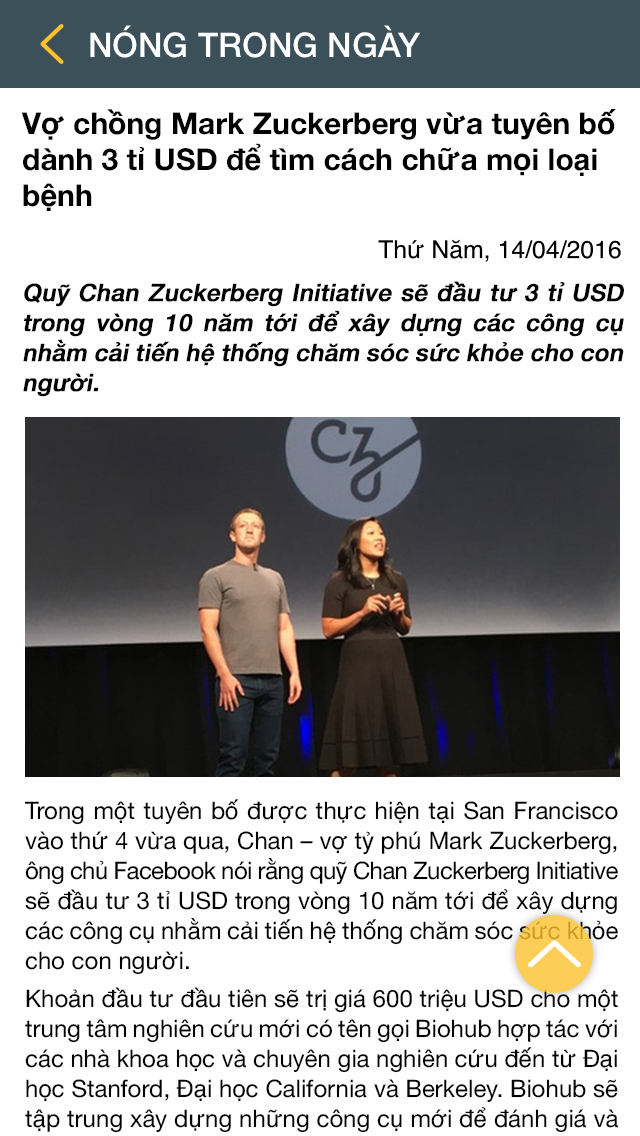 NÓNG TRONG NGÀY
Vợ chồng Mark Zuckerberg vừa tuyên bố
dành 3 tỉ USD để tìm cách chữa mọi loại
bệnh
Thứ Năm, 14/04/2016
Quỹ Chan Zuckerberg Initiative sẽ đầu tư 3 tỉ USD
trong vòng 10 năm tới để xây dựng các công cụ
nhằm cải tiến hệ thống chăm sóc sức khỏe cho con
người.
cz
Trong một tuyên bố được thực hiện tại San Francisco
vào thứ 4 vừa qua, Chan – vợ tỷ phú Mark Zuckerberg,
ông chủ Facebook nói rằng quỹ Chan Zuckerberg Initiative
sẽ đầu tư 3 tỉ USD trong vòng 10 năm tới để xây dựng
các công cụ nhằm cải tiến hệ thống chăm sóc sức khỏe
cho con người.
Khoản đầu tư đầu tiên sẽ trị giá 600 triệu USD cho một
trung tâm nghiên cứu mới có tên gọi Biohub hợp tác với
các nhà khoa học và chuyên gia nghiên cứu đến từ Đại
học Stanford, Đại học California và Berkeley. Biohub sẽ
tập trung xây dựng những công cụ mới để đánh giá và